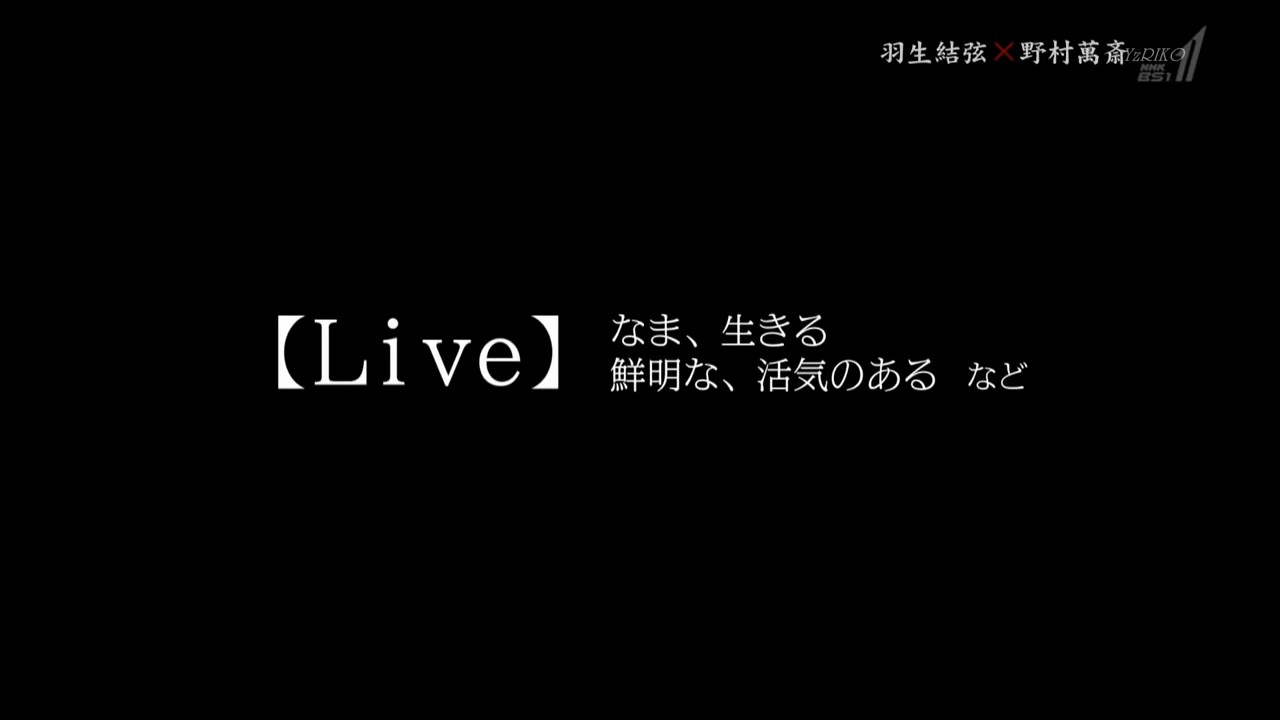 羽生結弦×野村萬斎
YzRIKO
NHK
BS1
【Live】
なま、生きる
鮮明な、活気のある など